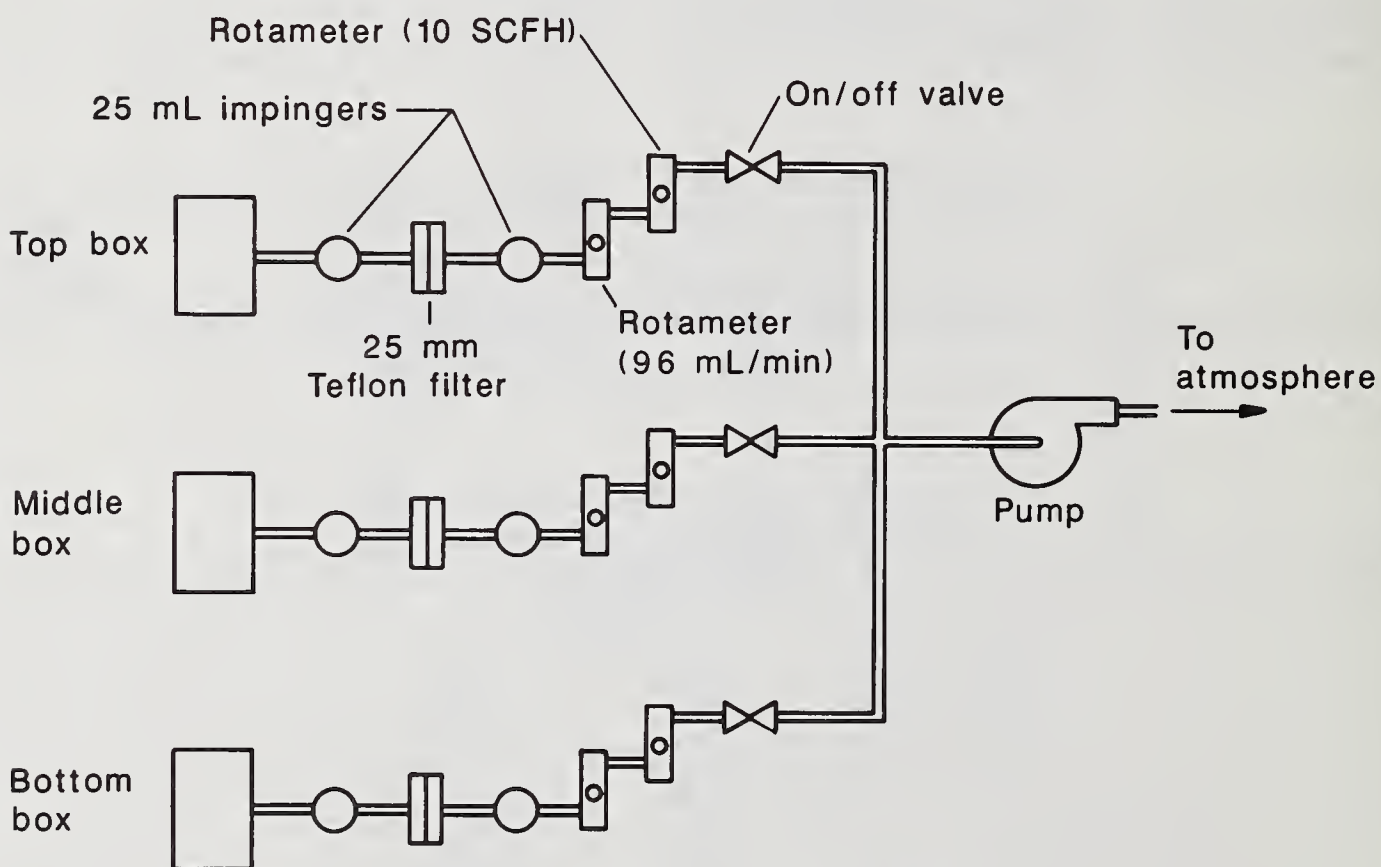 Rotameter (10 SCFH)
25 mL impingers
On/off valve
Top box
25 mm
Teflon filter
Rotameter
(96 mL/min)
To
atmosphere
Middle
box
Pump
Bottom
box